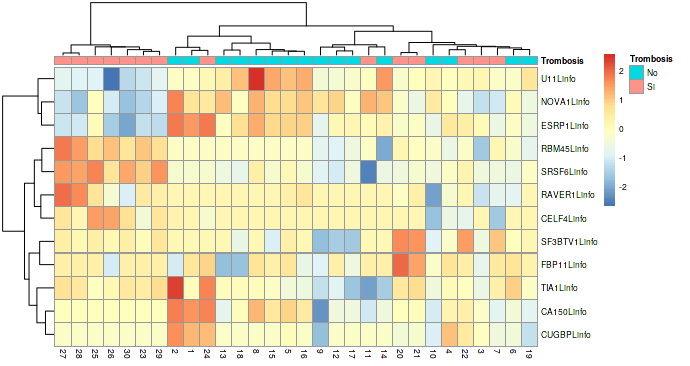 Trombosis
Trombosis
No
SI
2
1
0
-1
-2
U11Linfo
NOVA1Linfo
ESRP1Linfo
RBM45Linfo
SRSF6Linfo
RAVER1Linfo
CELF4Linfo
SF3BTV1Linfo
FBP11Linfo
TIA1Linfo
CA150Linfo
CUGBPLinfo
27 28 25 26 30 23 29 2 1 24 13 18 8 15 5 16 9 12 17 11 14 20 21 10 4 22 3 7 6 19